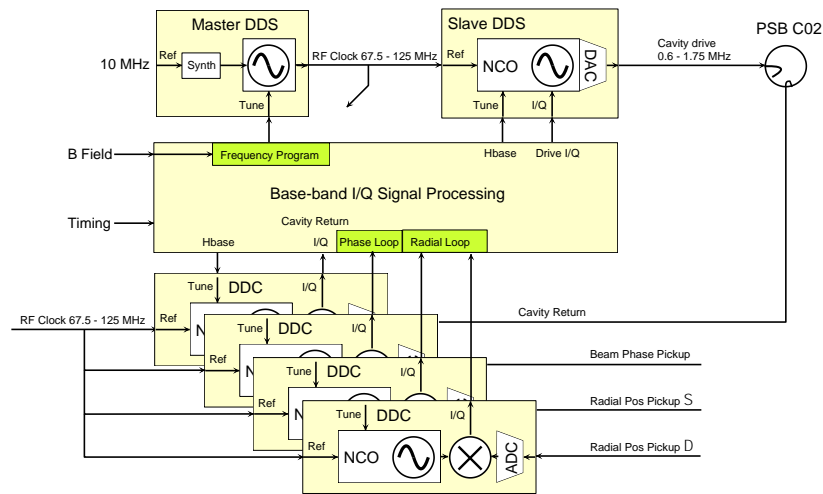 Master DDS
Slave DDS
PSB C02
10 MHz
Ref
Synth
Tune
RF Clock 67.5 - 125 MHz
Ref
NCO
DAC
Tune
I/Q
Cavity drive
0.6 - 1.75 MHz
B Field
Frequency Program
Hbase
Drive I/Q
Base-band I/Q Signal Processing
Timing
Cavity Return
Hbase
I/Q
Phase Loop
Radial Loop
Tune
DDC
I/Q
RF Clock 67.5 - 125 MHz
Ref
N
Cavity Return
Tune
DDC
I/Q
Ref
N
Beam Phase Pickup
Tune
DDC
I/Q
Ref
N
Radial Pos Pickup S
Tune
DDC
I/Q
Ref
NCO
ADC
Radial Pos Pickup D